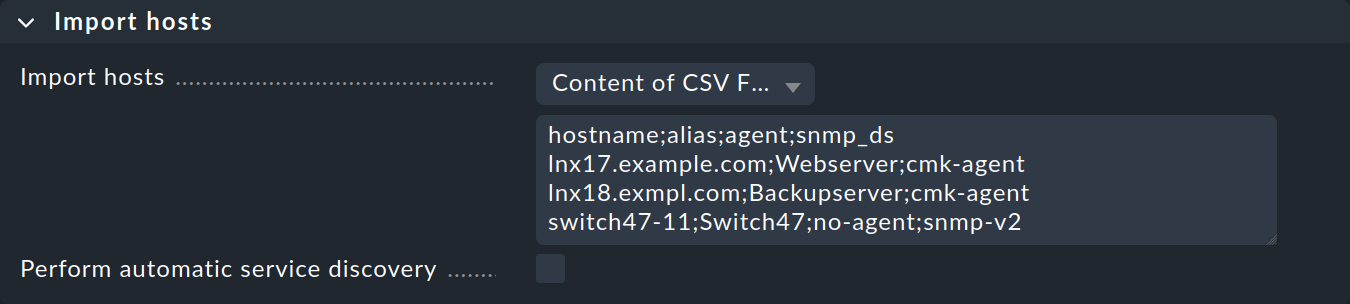 Import hosts
Import hosts
Content of CSV F...
hostname;alias;agent;snmp_ds
lnx17.example.com;Webserver;cmk-agent
lnx18.exmpl.com;Backupserver;cmk-agent
switch47-11;Switch47;no-agent;snmp-v2
Perform automatic service discovery